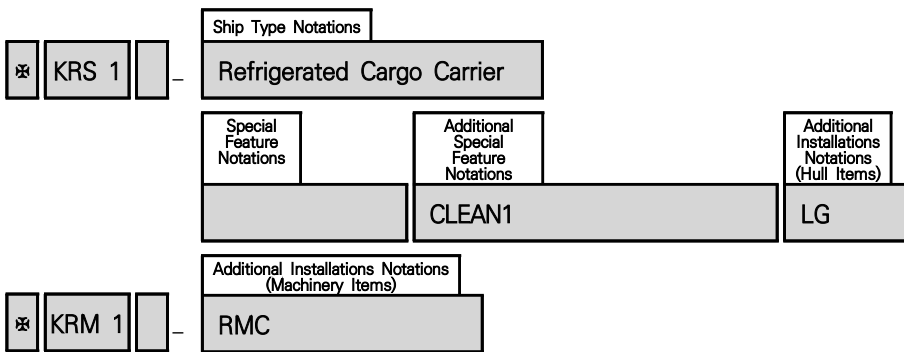 Ship Type Notations
✠ KRS 1 _ Refrigerated Cargo Carrier
Special
Feature
Notations
Additional
Special
Feature
Notations
Additional
Installations
Notations
(Hull Items)
CLEAN1
LG
Additional Installations Notations
(Machinery Items)
✠ KRM 1 _ RMC